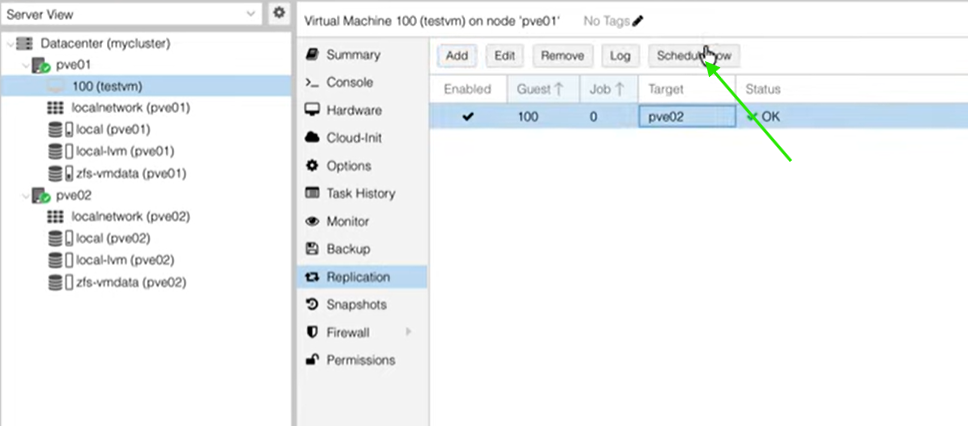 Server View
Datacenter (mycluster)
pve01
100 (testvm)
localnetwork (pve01)
local (pve01)
local-lvm (pve01)
zfs-vmdata (pve01)
pve02
localnetwork (pve02)
local (pve02)
local-lvm (pve02)
zfs-vmdata (pve02)
Virtual Machine 100 (testvm) on node 'pve01' No Tags
Summary
Console
Hardware
Cloud-Init
Options
Task History
Monitor
Backup
Replication
Snapshots
Firewall
Permissions
Add Edit Remove Log Schedule now
Enabled Guest Job Target Status
100 0 pve02 OK